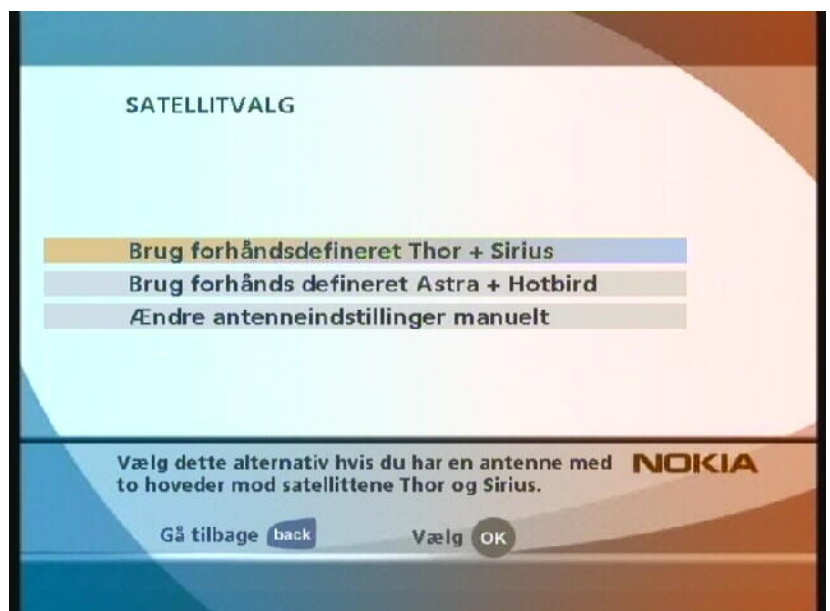 SATELLITVALG
Brug forhåndsdefineret Thor + Sirius
Brug forhånds defineret Astra + Hotbird
Ændre antenneindstillinger manuelt
Vælg dette alternativ hvis du har en antenne med
to hoveder mod satellittene Thor og Sirius.
NOKIA
Gå tilbage back Vælg OK